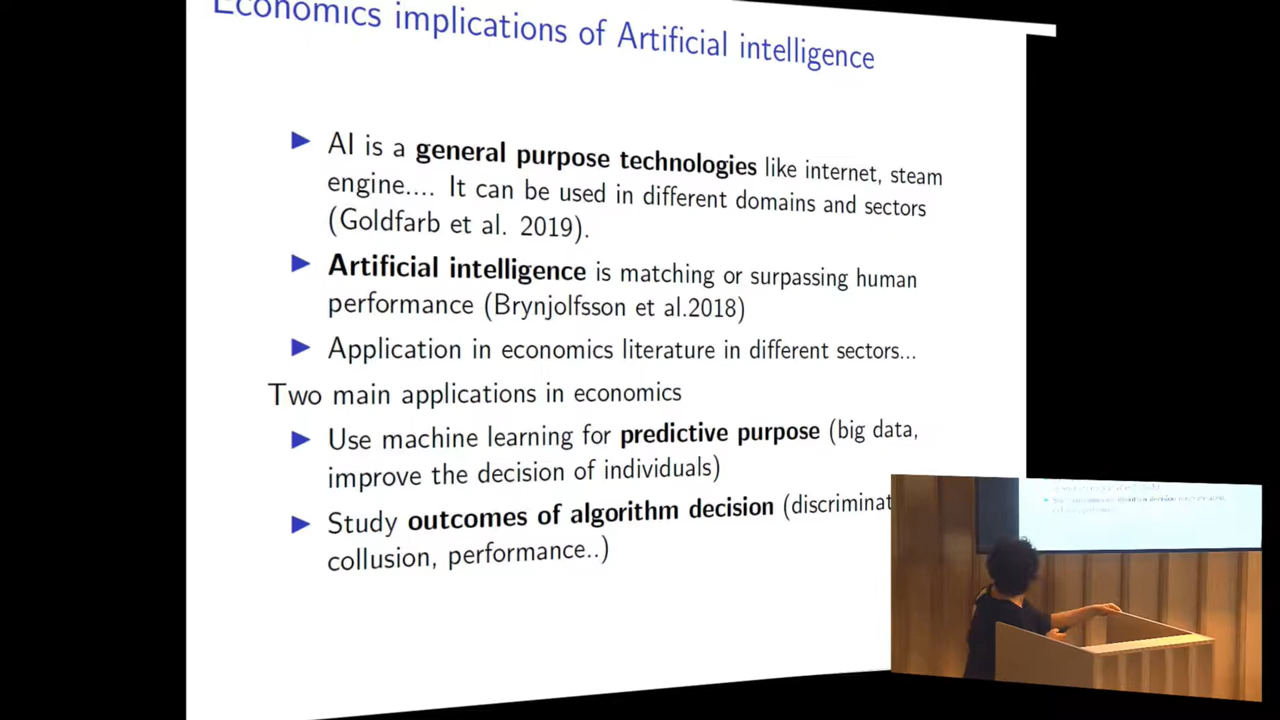 Economics implications of Artificial intelligence
AI is a general purpose technologies like internet, steam
engine.... It can be used in different domains and sectors
(Goldfarb et al. 2019).
Artificial intelligence is matching or surpassing human
performance (Brynjolfsson et al.2018)
Application in economics literature in different sectors...
Two main applications in economics
Use machine learning for predictive purpose (big data,
improve the decision of individuals)
Study outcomes of algorithm decision (discriminat
collusion, performance..)